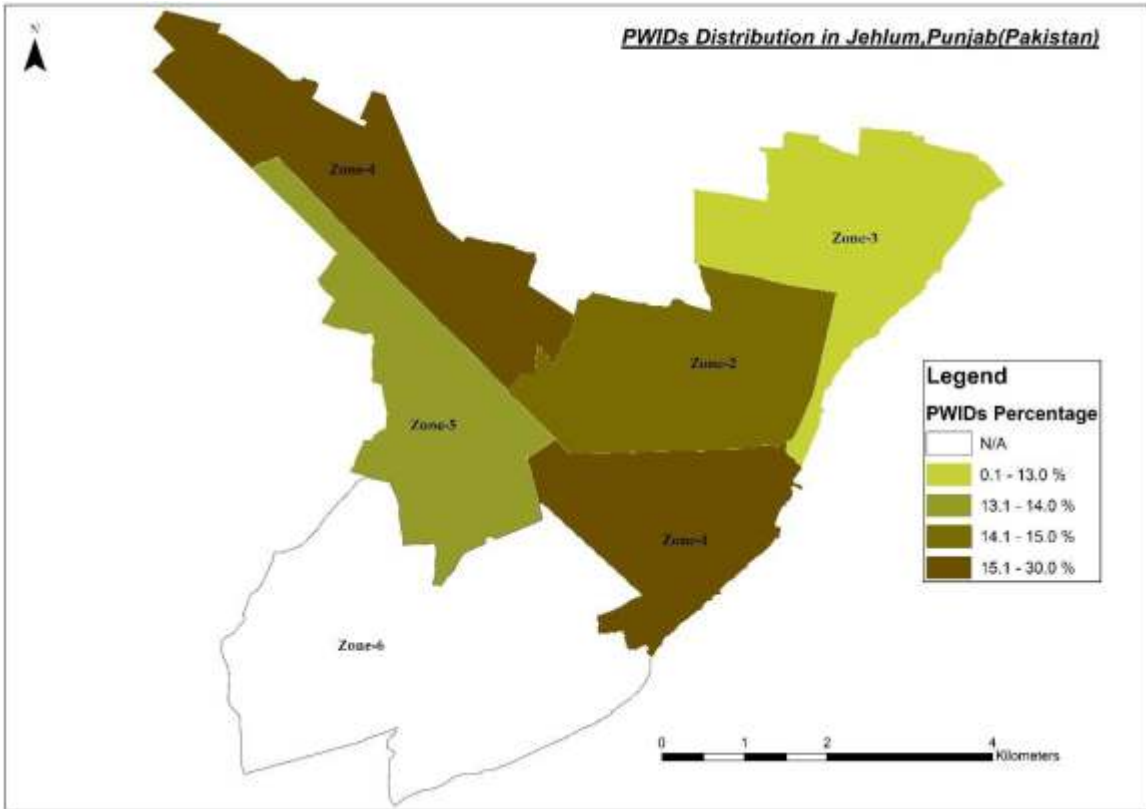 N
PWIDs Distribution in Jehlum,Punjab(Pakistan)
Zone-4
Zone-3
Zone-2
Zone-5
Zone-1
Zone-6
Legend
PWIDs Percentage
N/A
0.1 - 13.0 %
13.1 - 14.0 %
14.1 - 15.0 %
15.1 - 30.0 %
0 1 2 4
Kilometers